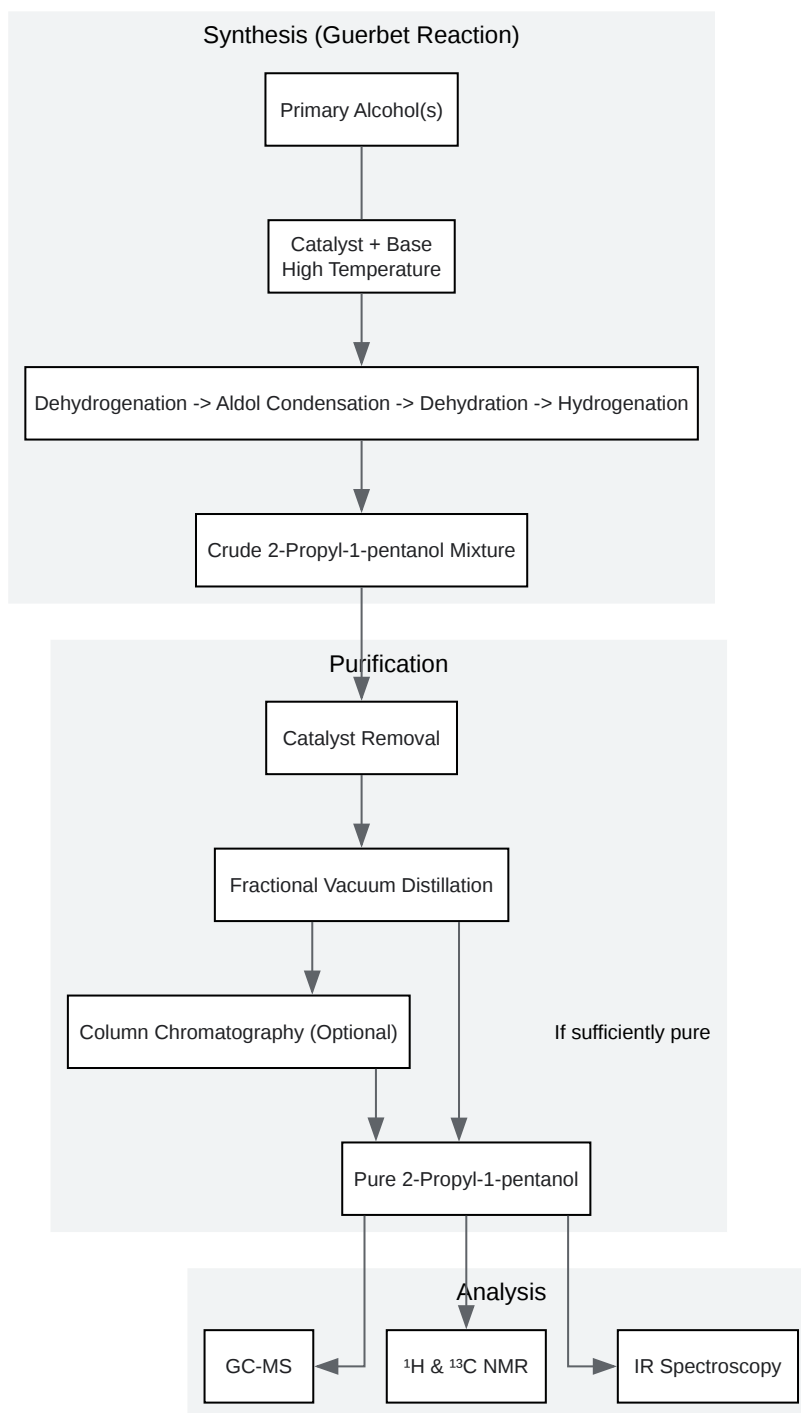 Synthesis (Guerbet Reaction)
Primary Alcohol(s)
Catalyst + Base
High Temperature
Dehydrogenation -> Aldol Condensation -> Dehydration -> Hydrogenation
Crude 2-Propyl-1-pentanol Mixture
Purification
Catalyst Removal
Fractional Vacuum Distillation
Column Chromatography (Optional)
If sufficiently pure
Pure 2-Propyl-1-pentanol
Analysis
GC-MS
¹H & ¹³C NMR
IR Spectroscopy